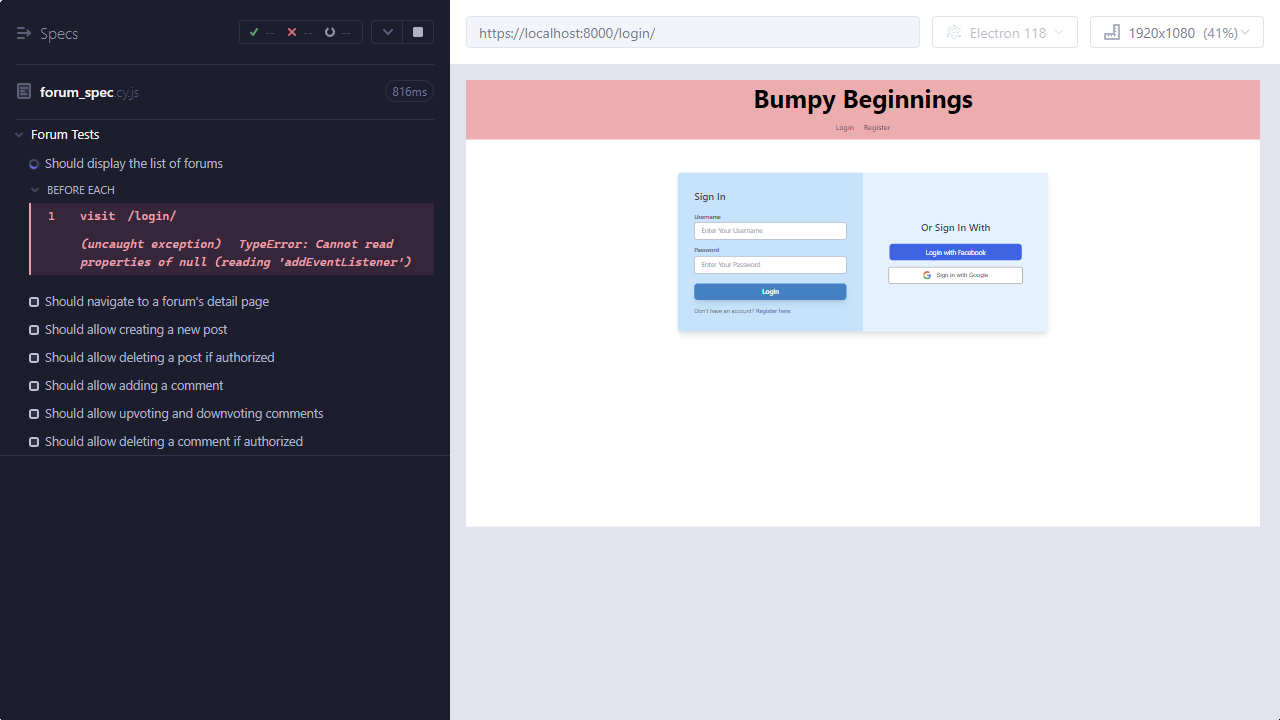 Specs
-- -- --
forum_spec.cy.js
816ms
Forum Tests
Should display the list of forums
BEFORE EACH
1 visit /login/
(uncaught exception) TypeError: Cannot read
properties of null (reading 'addEventListener')
Should navigate to a forum's detail page
Should allow creating a new post
Should allow deleting a post if authorized
Should allow adding a comment
Should allow upvoting and downvoting comments
Should allow deleting a comment if authorized
https://localhost:8000/login/
Electron 118
1920x1080 (41%)
Bumpy Beginnings
Login Register
Sign In
Username
Enter Your Username
Password
Enter Your Password
Login
Don't have an account? Register here.
Or Sign In With
Login with Facebook
Sign in with Google